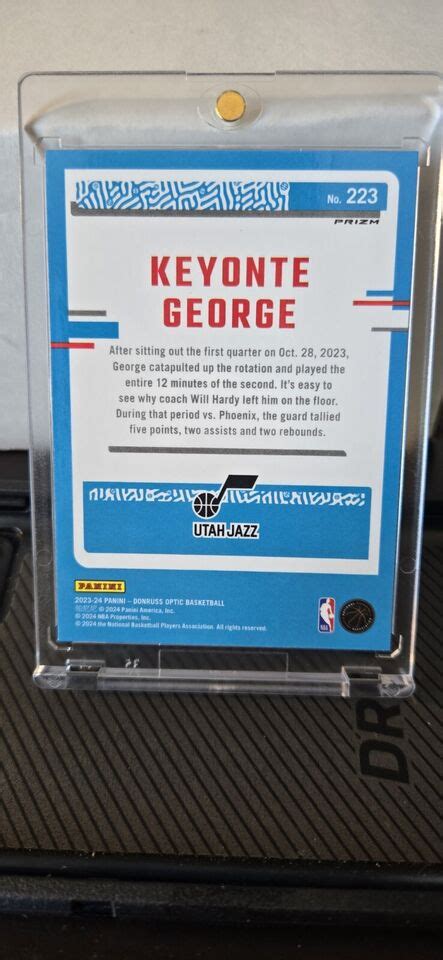 No. 223
PRIZM
KEYONTE
GEORGE
After sitting out the first quarter on Oct. 28, 2023,
George catapulted up the rotation and played the
entire 12 minutes of the second. It's easy to
see why coach Will Hardy left him on the floor.
During that period vs. Phoenix, the guard tallied
five points, two assists and two rebounds.
UTAH JAZZ
PANINI
2023-24 PANINI – DONRUSS OPTIC BASKETBALL
© 2024 Panini America, Inc.
© 2024 NBA Properties, Inc.
© 2024 the National Basketball Players Association. All rights reserved.
NBA
DR